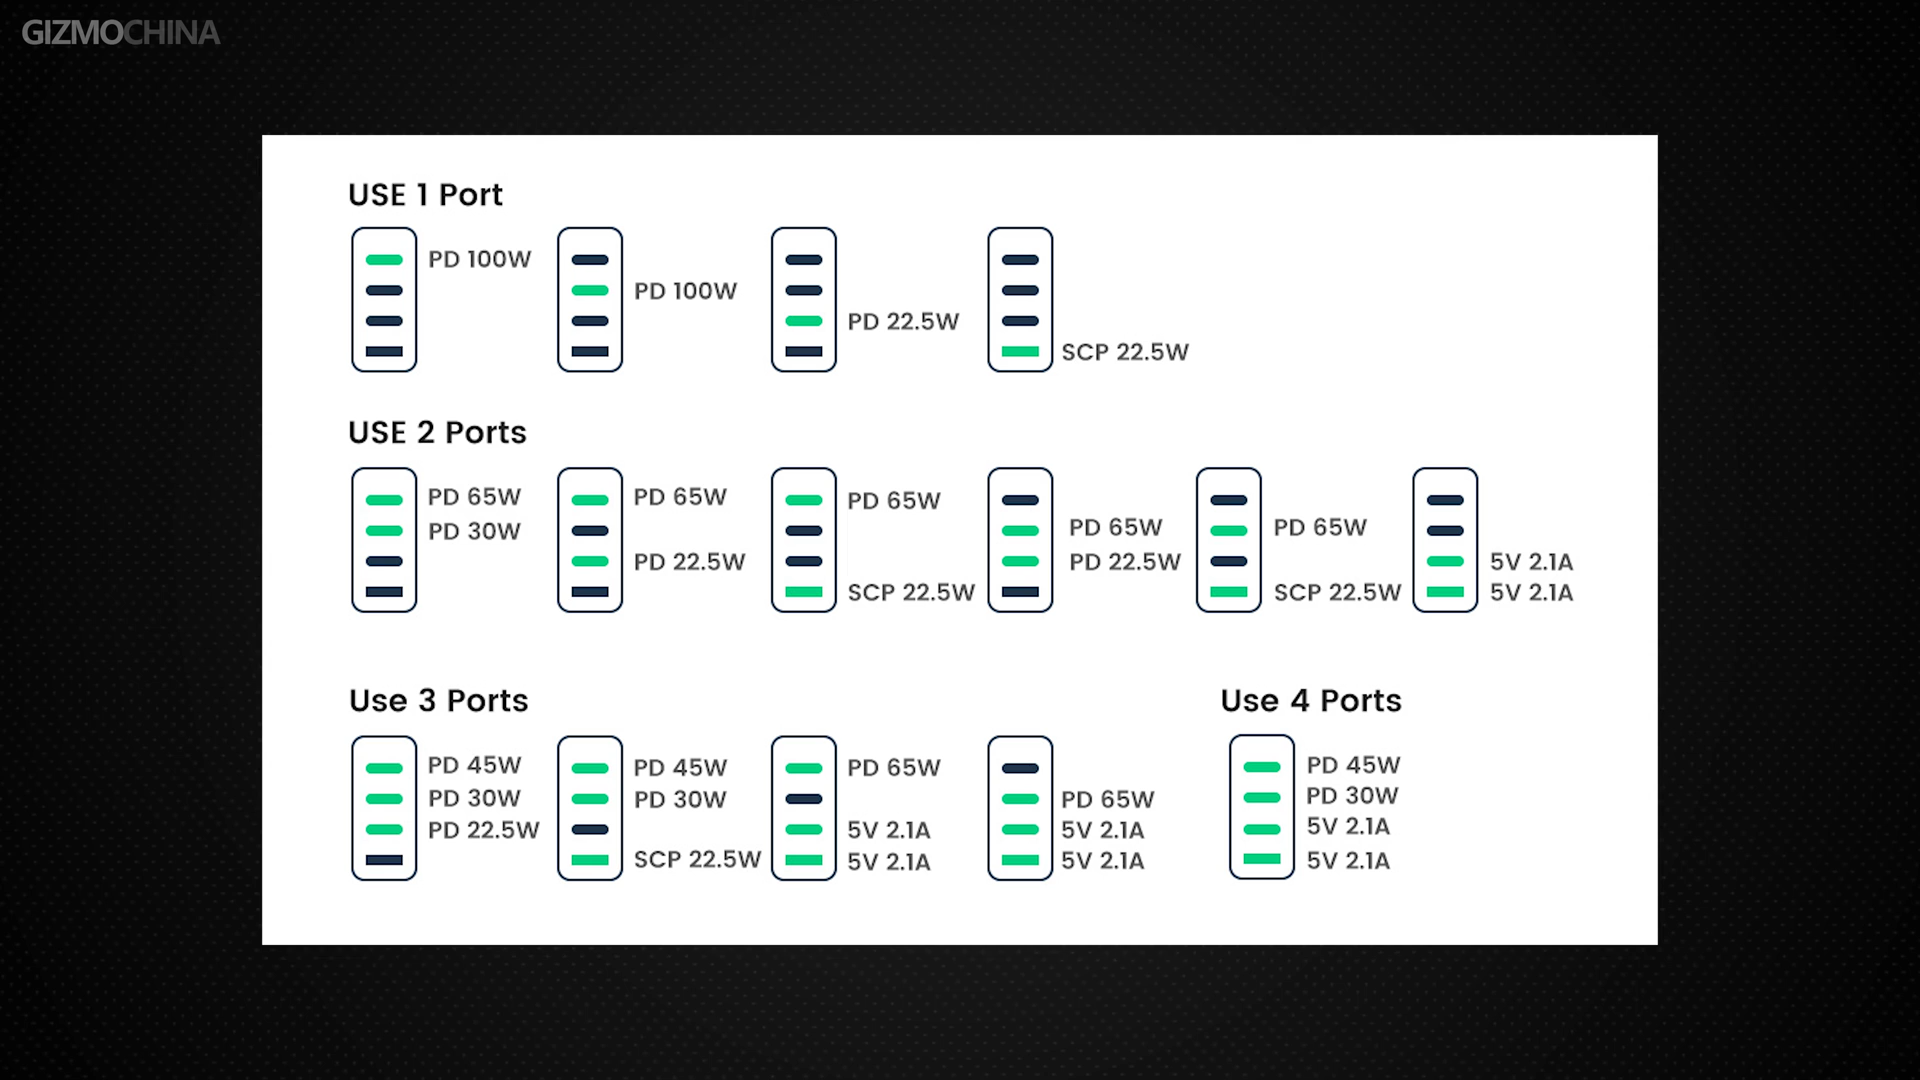 GIZMOCHINA
USE 1 Port
PD 100W
PD 100W
PD 22.5W
SCP 22.5W
USE 2 Ports
PD 65W
PD 30W
PD 65W
PD 22.5W
PD 65W
SCP 22.5W
PD 65W
PD 22.5W
PD 65W
SCP 22.5W
5V 2.1A
5V 2.1A
Use 3 Ports
PD 45W
PD 30W
PD 22.5W
PD 45W
PD 30W
SCP 22.5W
PD 65W
5V 2.1A
5V 2.1A
PD 65W
5V 2.1A
5V 2.1A
Use 4 Ports
PD 45W
PD 30W
5V 2.1A
5V 2.1A